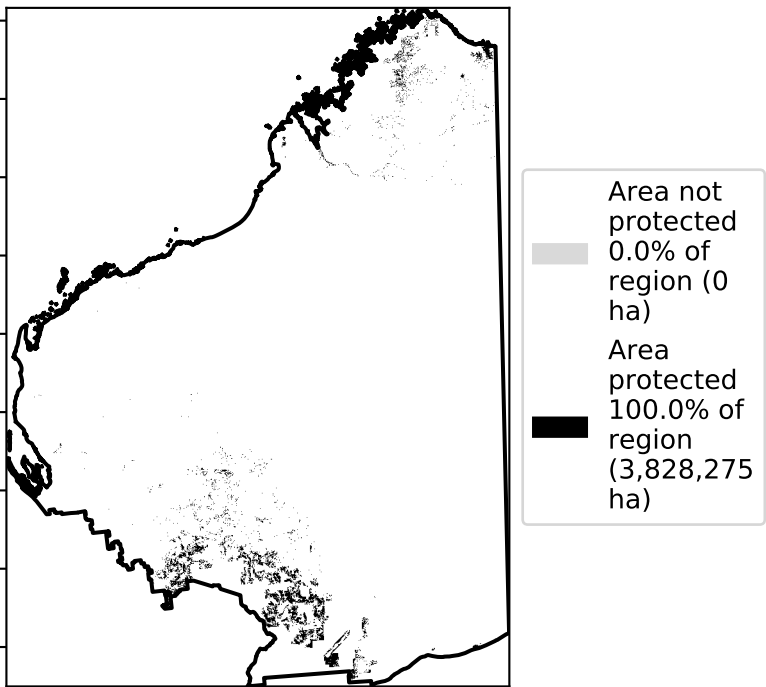 Area not
protected
0.0% of
region (0
ha)
Area
protected
100.0% of
region
(3,828,275
ha)